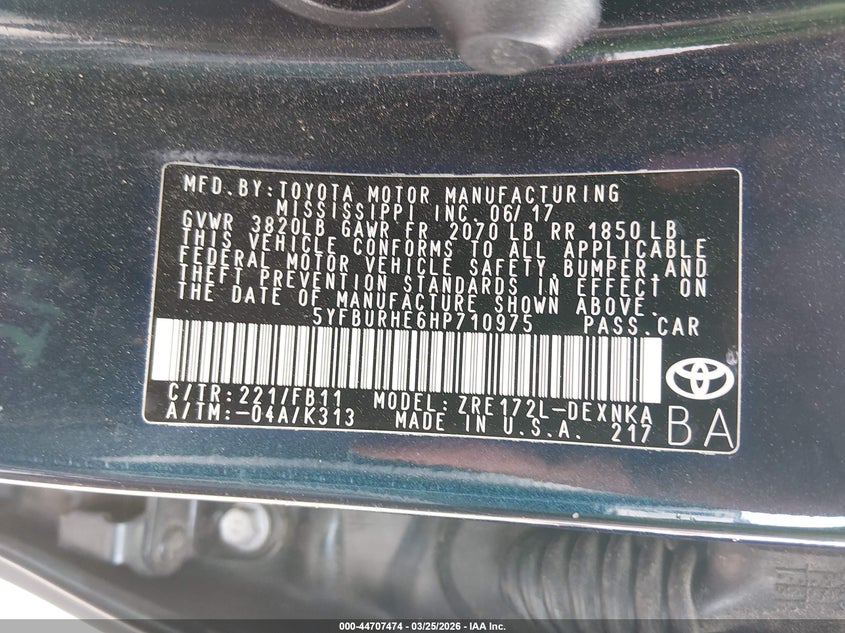 MFD.BY:TOYOTA MOTOR MANUFACTURING
MISSISSIPPI INC. 06/17
GVWR 3820LB GAWR FR 2070 LB RR 1850 LB
THIS VEHICLE CONFORMS TO ALL APPLICABLE
FEDERAL MOTOR VEHICLE SAFETY,BUMPER,AND
THEFT PREVENTION STANDARDS IN EFFECT ON
THE DATE OF MANUFACTURE SHOWN ABOVE.
5YFBURHE6HP710975 PASS.CAR
C/TR:221/FB11 MODEL:ZRE172L-DEXNKA
A/TM:-04A/K313 MADE IN U.S.A. 217
BA
000-44707474 — 03/25/2026 - IAA Inc.